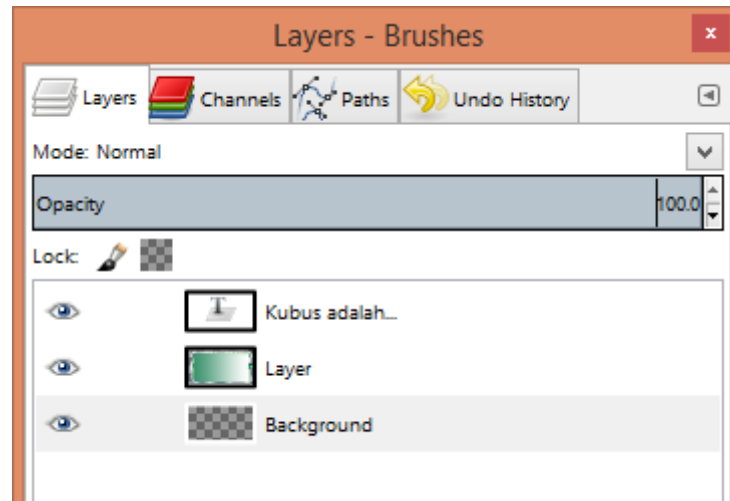 Layers - Brushes
x
Layers Channels Paths Undo History
Mode: Normal
Opacity 100.0
Lock:
T Kubus adalah...
Layer
Background